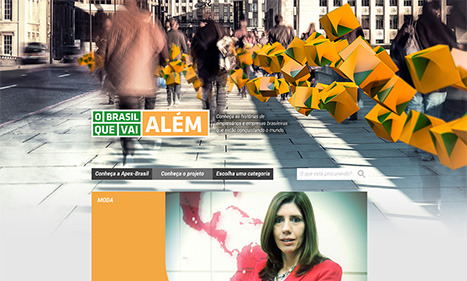 O BRASIL
QUE VAI
ALÉM
Conheça as histórias de
empresários e empresas brasileiras
que estão conquistando o mundo
Conheça a Apex-Brasil
Conheça o projeto
Escolha uma categoria
O que está procurando?
MODA